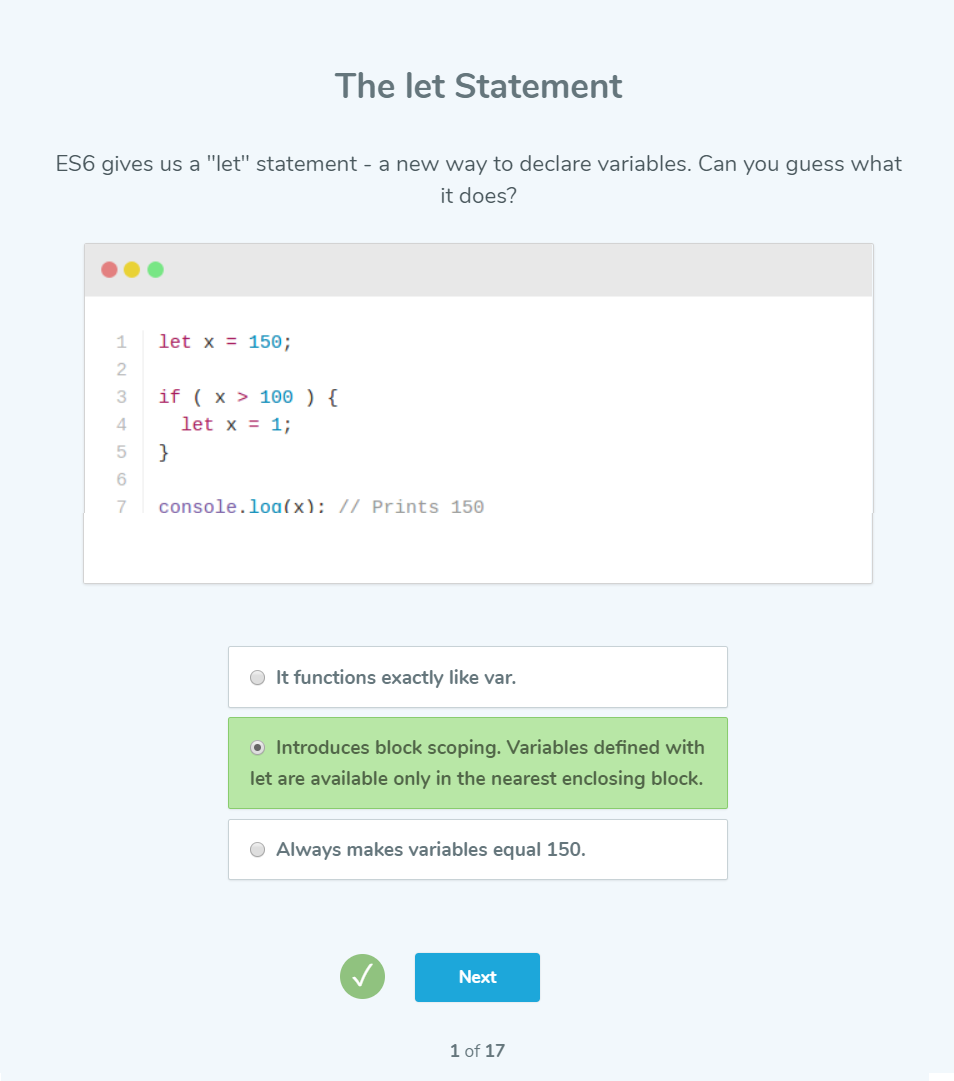 The let Statement
ES6 gives us a "let" statement - a new way to declare variables. Can you guess what
it does?
1 let x = 150;
2
3 if ( x > 100 ) {
4 let x = 1;
5 }
6
7 console.log(x); // Prints 150
It functions exactly like var.
Introduces block scoping. Variables defined with
let are available only in the nearest enclosing block.
Always makes variables equal 150.
Next
1 of 17